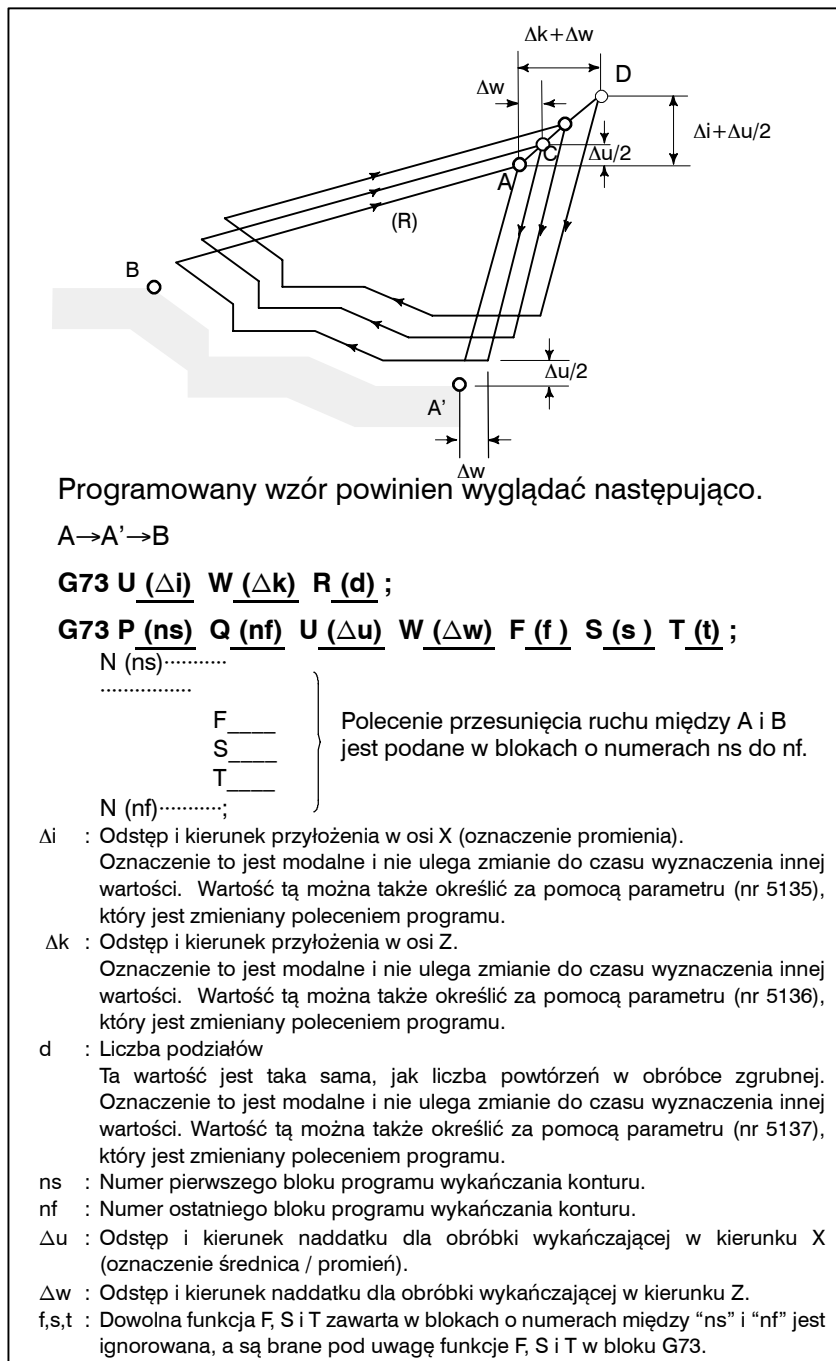 Δk+Δw
D
Δw
Δi+Δu/2
C
Δu/2
A
(R)
B
Δu/2
A'
Δw
Programowany wzór powinien wyglądać następująco.
A→A'→B
G73 U (△i) W (△k) R (d) ;
G73 P (ns) Q (nf) U (△u) W (△w) F (f ) S (s ) T (t) ;
N (ns)···········
················
F____
S____
T____
N (nf)···········;
Polecenie przesunięcia ruchu między A i B
jest podane w blokach o numerach ns do nf.
Δi : Odstęp i kierunek przyłożenia w osi X (oznaczenie promienia).
Oznaczenie to jest modalne i nie ulega zmianie do czasu wyznaczenia innej
wartości. Wartość tą można także określić za pomocą parametru (nr 5135),
który jest zmieniany poleceniem programu.
Δk : Odstęp i kierunek przyłożenia w osi Z.
Oznaczenie to jest modalne i nie ulega zmianie do czasu wyznaczenia innej
wartości. Wartość tą można także określić za pomocą parametru (nr 5136),
który jest zmieniany poleceniem programu.
d : Liczba podziałów
Ta wartość jest taka sama, jak liczba powtórzeń w obróbce zgrubnej.
Oznaczenie to jest modalne i nie ulega zmianie do czasu wyznaczenia innej
wartości. Wartość tą można także określić za pomocą parametru (nr 5137),
który jest zmieniany poleceniem programu.
ns : Numer pierwszego bloku programu wykańczania konturu.
nf : Numer ostatniego bloku programu wykańczania konturu.
Δu : Odstęp i kierunek naddatku dla obróbki wykańczającej w kierunku X
(oznaczenie średnica / promień).
Δw : Odstęp i kierunek naddatku dla obróbki wykańczającej w kierunku Z.
f,s,t : Dowolna funkcja F, S i T zawarta w blokach o numerach między “ns” i “nf” jest
ignorowana, a są brane pod uwagę funkcje F, S i T w bloku G73.